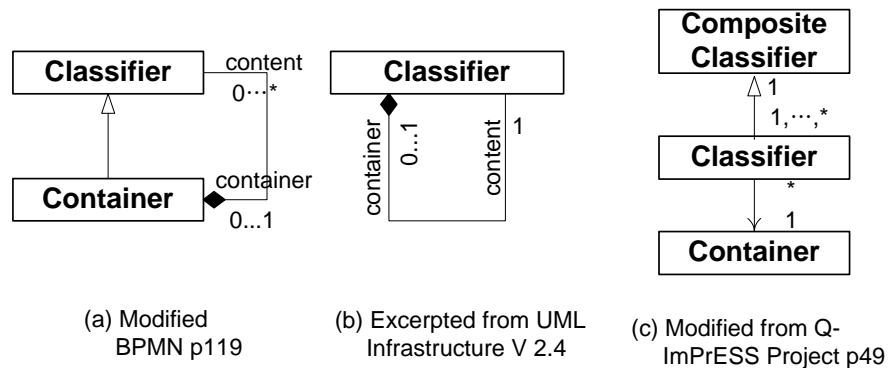 Classifier
content
0···*
Container
container
0...1
(a) Modified
BPMN p119
Classifier
container
0...1
content
1
(b) Excerpted from UML
Infrastructure V 2.4
Composite
Classifier
1
1,···,*
Classifier
*
1
Container
(c) Modified from Q-
ImPrESS Project p49